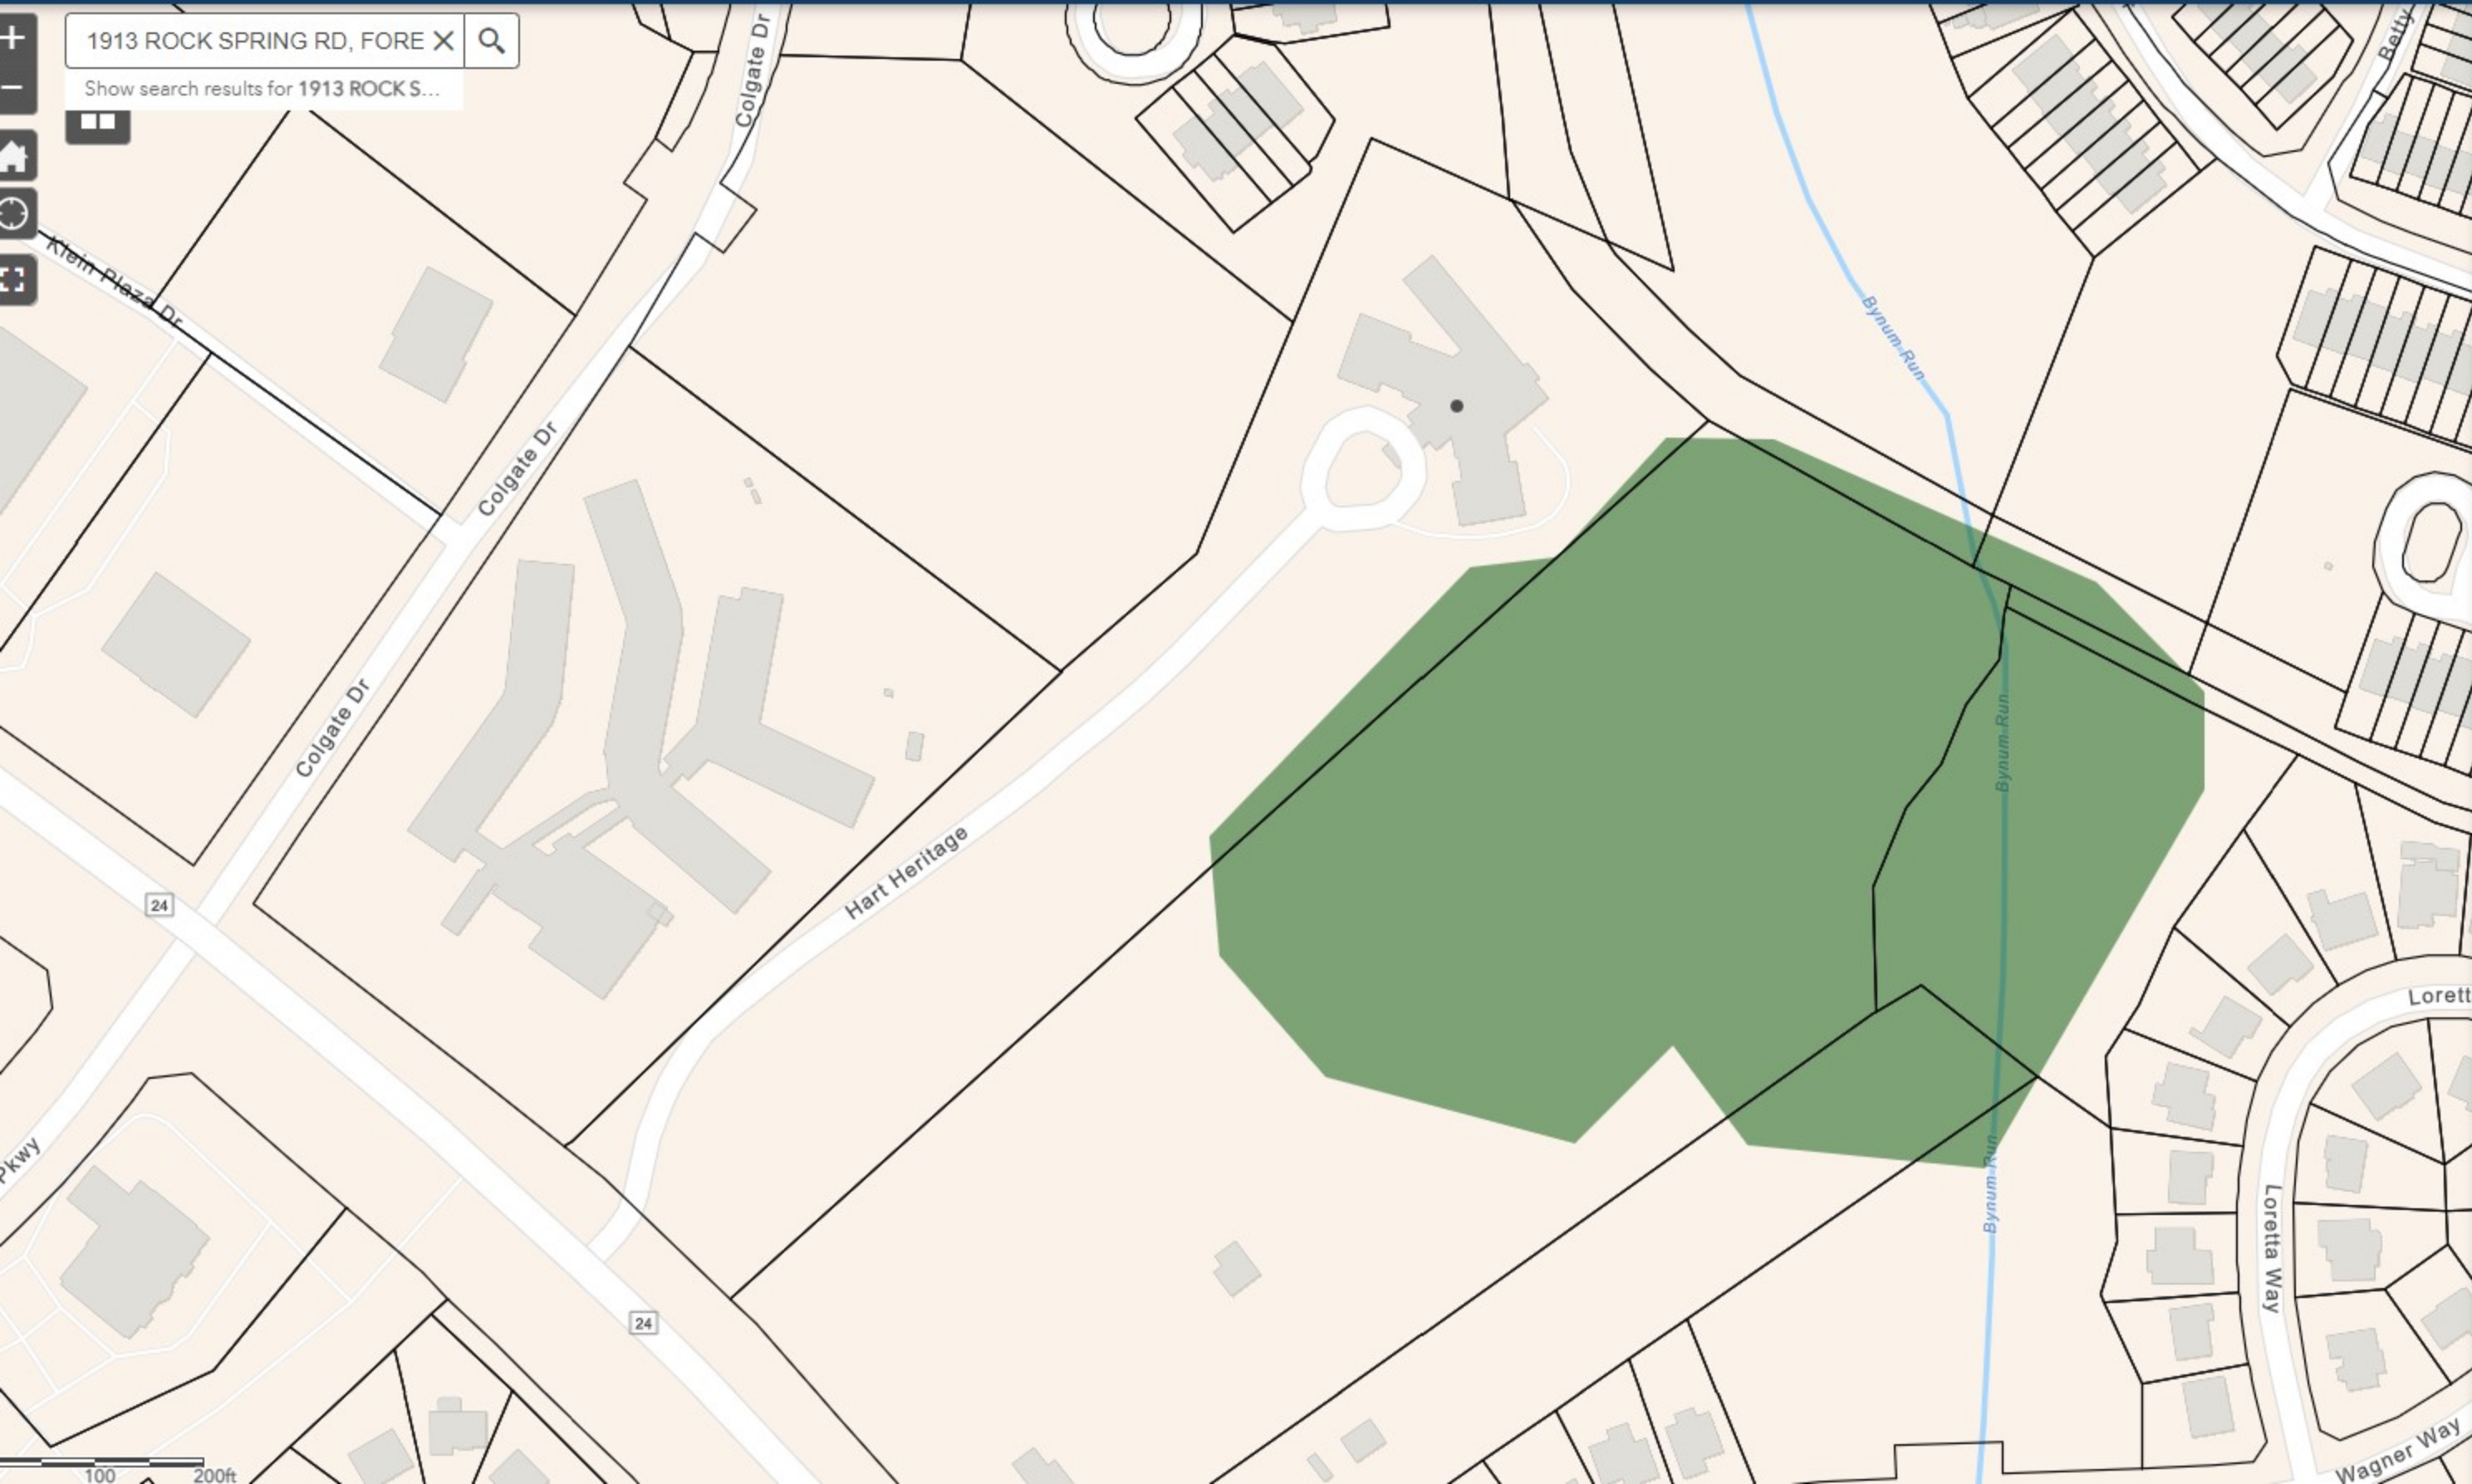 1913 ROCK SPRING RD, FORE
Show search results for 1913 ROCK S...
Colgate Dr
Betty
Klein Plaza Dr
Bynum Run
Colgate Dr
Colgate Dr
Bynum Run
Hart Heritage
24
Lorett
Pkwy
Bynum Run
Loretta Way
24
Wagner Way
100
200ft